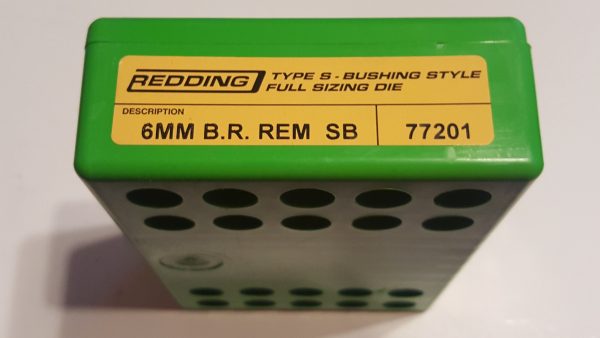 REDDING TYPE S - BUSHING STYLE
FULL SIZING DIE
DESCRIPTION
6MM B.R. REM SB 77201